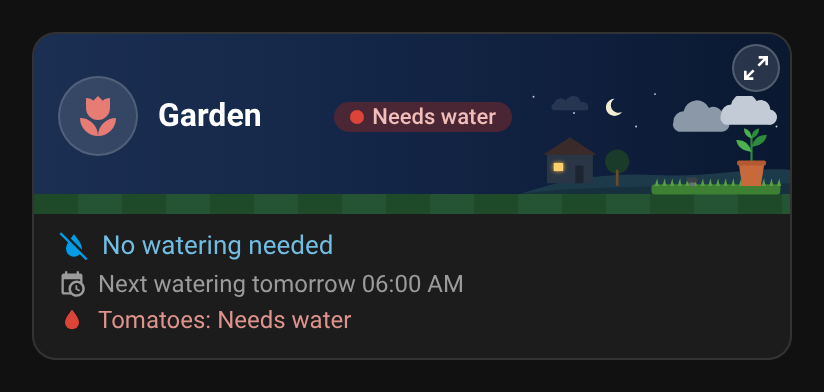 Garden
Needs water
No watering needed
Next watering tomorrow 06:00 AM
Tomatoes: Needs water